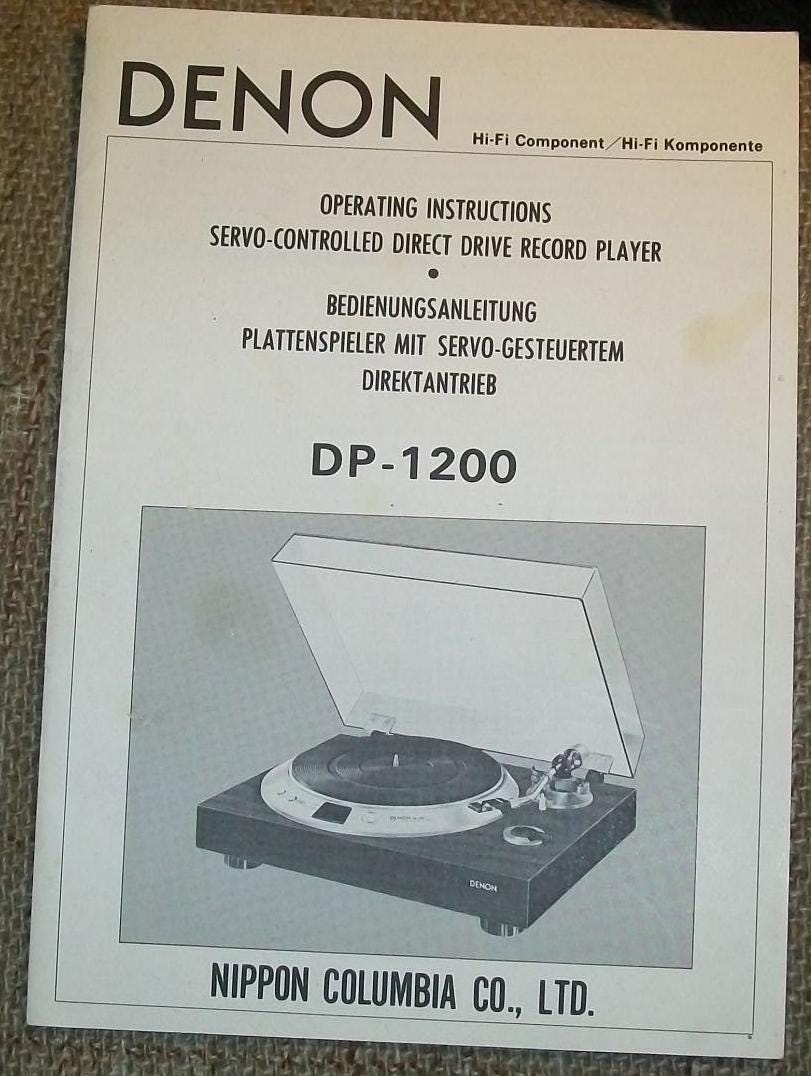 DENON
Hi-Fi Component/Hi-Fi Komponente
OPERATING INSTRUCTIONS
SERVO-CONTROLLED DIRECT DRIVE RECORD PLAYER
●
BEDIENUNGSANLEITUNG
PLATTENSPIELER MIT SERVO-GESTEUERTEM
DIREKTANTRIEB
DP-1200
DENON
DENON
NIPPON COLUMBIA CO., LTD.